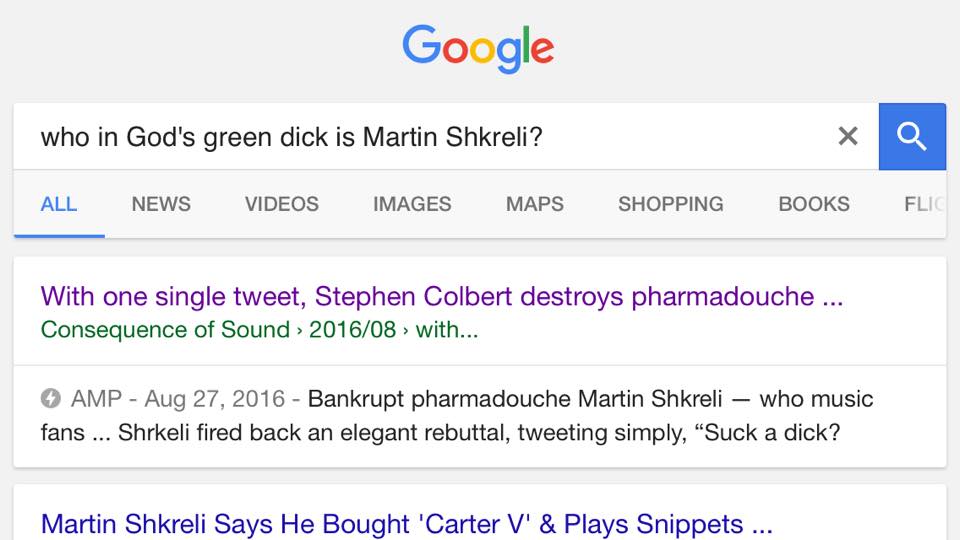 Google
who in God's green dick is Martin Shkreli?
ALL NEWS VIDEOS IMAGES MAPS SHOPPING BOOKS FLIG
With one single tweet, Stephen Colbert destroys pharmadouche ...
Consequence of Sound › 2016/08 › with...
AMP - Aug 27, 2016 - Bankrupt pharmadouche Martin Shkreli — who music
fans ... Shrkeli fired back an elegant rebuttal, tweeting simply, “Suck a dick?
Martin Shkreli Says He Bought 'Carter V' & Plays Snippets ...